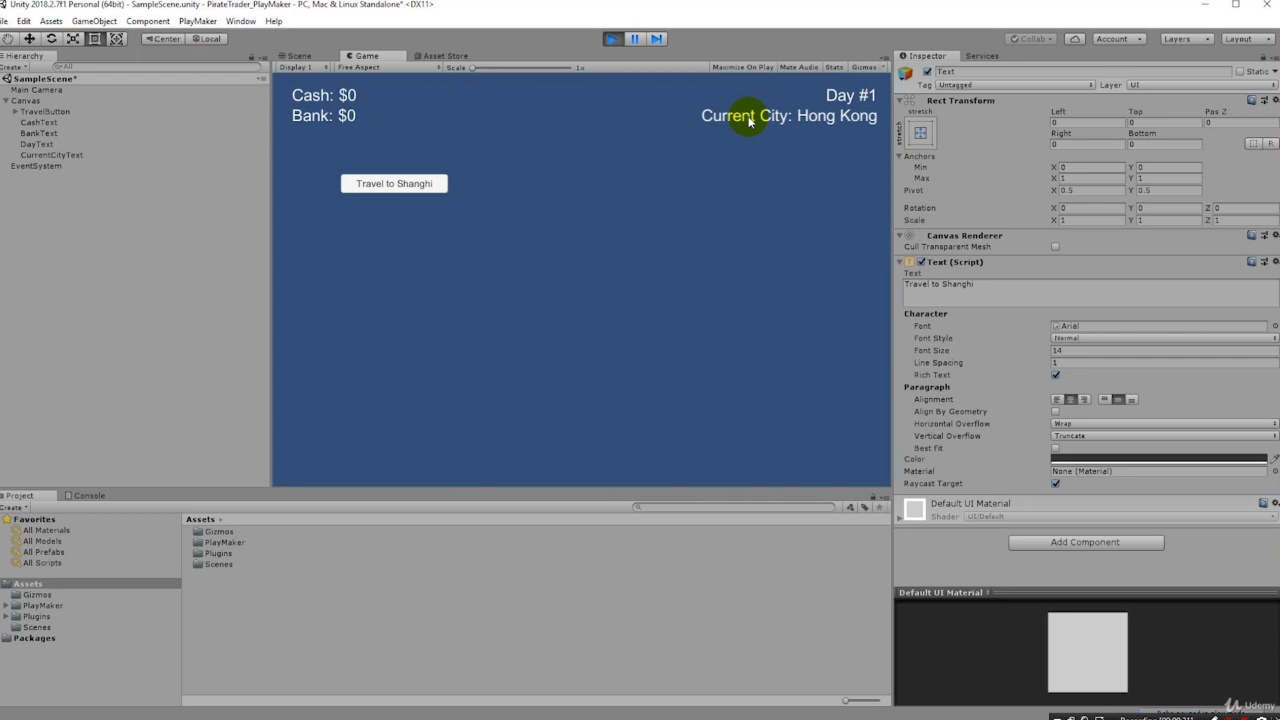 Unity 2018.2.7f1 Personal (64bit) - SampleScene.unity - PirateTrader_PlayMaker - PC, Mac & Linux Standalone* <DX11>
Edit Assets GameObject Component PlayMaker Window Help
Center Local Collab Account Layers Layout
Hierarchy Scene Game Asset Store Inspector Services
Create All Display 1 Free Aspect Scale 1x Maximize On Play Mute Audio Stats Gizmos
SampleScene*
Main Camera
Canvas
TravelButton
CashText
BankText
DayText
CurrentCityText
EventSystem
Cash: $0
Bank: $0
Day #1
Current City: Hong Kong
Travel to Shanghi
Text Static
Tag Untagged Layer UI
Rect Transform
stretch Left Top Pos Z
stretch 0 0 0
Right Bottom
0 0 R
Anchors
Min X 0 Y 0
Max X 1 Y 1
Pivot X 0.5 Y 0.5
Rotation X 0 Y 0 Z 0
Scale X 1 Y 1 Z 1
Canvas Renderer
Cull Transparent Mesh
Text (Script)
Text
Travel to Shanghi
Character
Font Arial
Font Style Normal
Font Size 14
Line Spacing 1
Rich Text
Paragraph
Alignment
Align By Geometry
Horizontal Overflow Wrap
Vertical Overflow Truncate
Best Fit
Color
Material None (Material)
Raycast Target
Default UI Material
Shader UI/Default
Add Component
Default UI Material
Project Console
Create
Favorites
All Materials
All Models
All Prefabs
All Scripts
Assets
Gizmos
PlayMaker
Plugins
Scenes
Packages
Assets
Gizmos
PlayMaker
Plugins
Scenes
Udemy